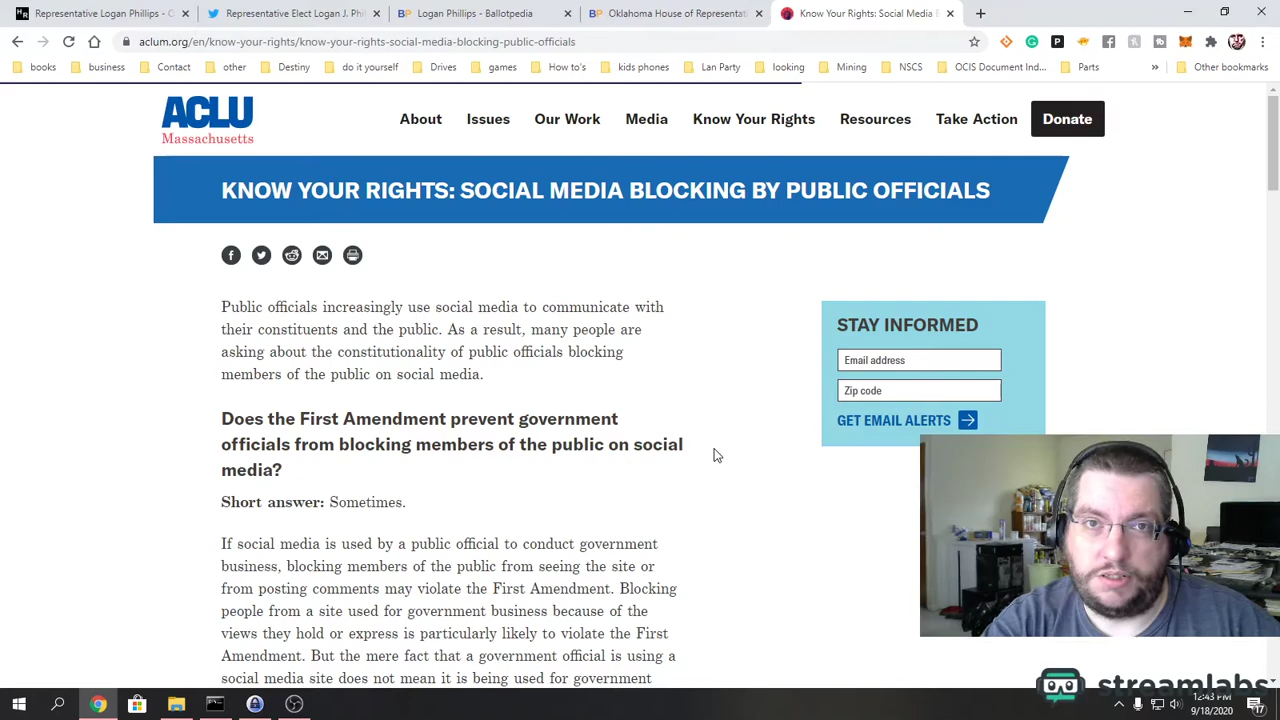 Representative Logan Phillips - O
Representative Elect Logan J. Phi
Logan Phillips - Ballotpedia
Oklahoma House of Representati
Know Your Rights: Social Media B
aclum.org/en/know-your-rights/know-your-rights-social-media-blocking-public-officials
books
business
Contact
other
Destiny
do it yourself
Drives
games
How to's
kids phones
Lan Party
looking
Mining
NSCS
OCIS Document Ind...
Parts
»
Other bookmarks
ACLU
Massachusetts
About
Issues
Our Work
Media
Know Your Rights
Resources
Take Action
Donate
KNOW YOUR RIGHTS: SOCIAL MEDIA BLOCKING BY PUBLIC OFFICIALS
Public officials increasingly use social media to communicate with
their constituents and the public. As a result, many people are
asking about the constitutionality of public officials blocking
members of the public on social media.
STAY INFORMED
Email address
Zip code
GET EMAIL ALERTS
Does the First Amendment prevent government
officials from blocking members of the public on social
media?
Short answer: Sometimes.
If social media is used by a public official to conduct government
business, blocking members of the public from seeing the site or
from posting comments may violate the First Amendment. Blocking
people from a site used for government business because of the
views they hold or express is particularly likely to violate the First
Amendment. But the mere fact that a government official is using a
social media site does not mean it is being used for government
streamlabs
12:43 PM
9/18/2020
17